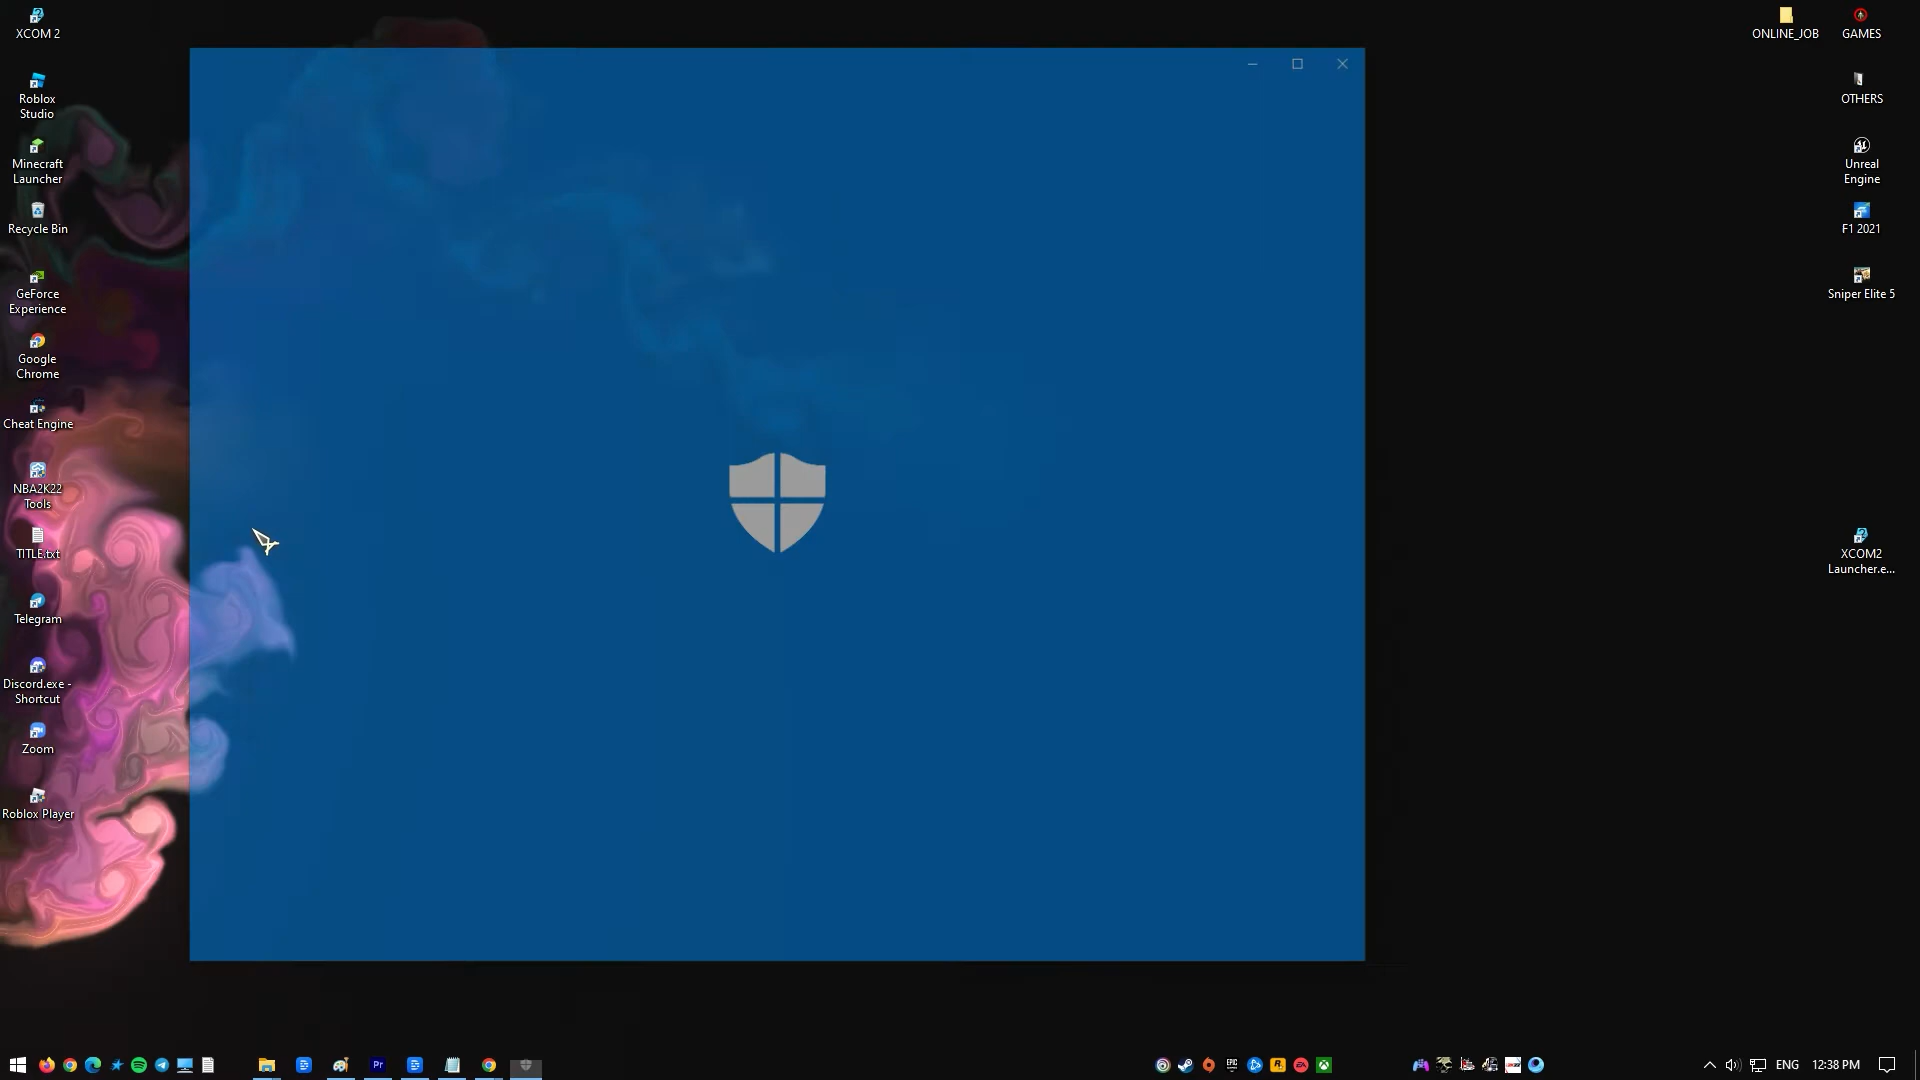 XCOM 2
Roblox
Studio
Minecraft
Launcher
Recycle Bin
GeForce
Experience
Google
Chrome
Cheat Engine
NBA2K22
Tools
TITLE.txt
Telegram
Discord.exe -
Shortcut
Zoom
Roblox Player
ONLINE_JOB
GAMES
OTHERS
Unreal
Engine
F1 2021
Sniper Elite 5
XCOM2
Launcher.e...
Pr
EPIC
ENG
12:38 PM